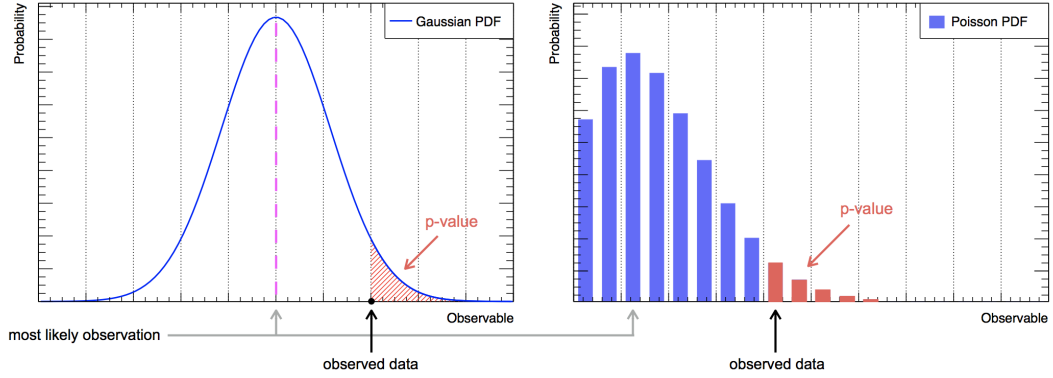 Probability
Gaussian PDF
p-value
Observable
most likely observation
observed data
Probability
Poisson PDF
p-value
Observable
observed data